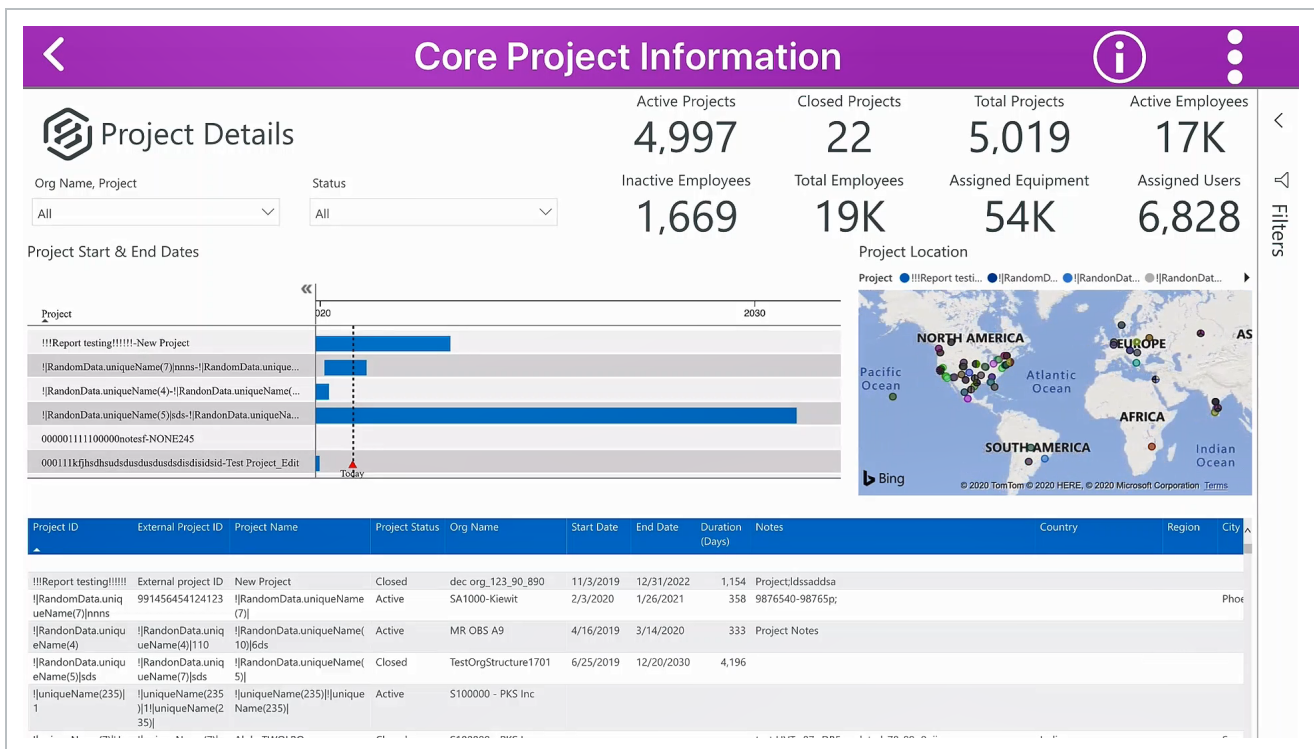 Core Project Information
Project Details
Active Projects
4,997
Closed Projects
22
Total Projects
5,019
Active Employees
17K
Inactive Employees
1,669
Total Employees
19K
Assigned Equipment
54K
Assigned Users
6,828
Filters
Org Name, Project
All
Status
All
Project Start & End Dates
Project
020
2030
!!!Report testing!!!!!!-New Project
!|RandomData.uniqueName(7)|nnns-!|RandomData.unique...
!|RandonData.uniqueName(4)-!|RandonData.uniqueName(...
!|RandonData.uniqueName(5)|sds-!|RandonData.uniqueNa...
000001111100000notesf-NONE245
Today
Project Location
Project !!!Report testi... !|RandomD... !|RandonDat... !|RandonDat...
NORTH AMERICA
EUROPE
AS
Pacific
Ocean
Atlantic
Ocean
AFRICA
SOUTH AMERICA
Indian
Ocean
Bing
© 2020 TomTom © 2020 HERE, © 2020 Microsoft Corporation Terms
Project ID External Project ID Project Name Project Status Org Name Start Date End Date Duration Notes Country Region City
(Days)
!!!Report testing!!!!!! External project ID New Project Closed dec org_123_90_890 11/3/2019 12/31/2022 1,154 Project;ldssaddsa
!|RandomData.uniq 991456454124123 !|RandomData.uniqueName Active SA1000-Kiewit 2/3/2020 1/26/2021 358 9876540-98765p; Phoe
ueName(7)|nnns (7)|
!|RandonData.uniqu !|RandonData.uniq !|RandonData.uniqueName( Active MR OBS A9 4/16/2019 3/14/2020 333 Project Notes
eName(4) ueName(4)|110 10)|6ds
!|RandonData.uniqu !|RandonData.uniq !|RandonData.uniqueName( Closed TestOrgStructure1701 6/25/2019 12/20/2030 4,196
eName(5)|sds ueName(7)|sds 5)|
!|uniqueName(235)| !|uniqueName(235 !|uniqueName(235)|!|unique Active S100000 - PKS Inc
1 )|1!|uniqueName(2 Name(235)|
35)|